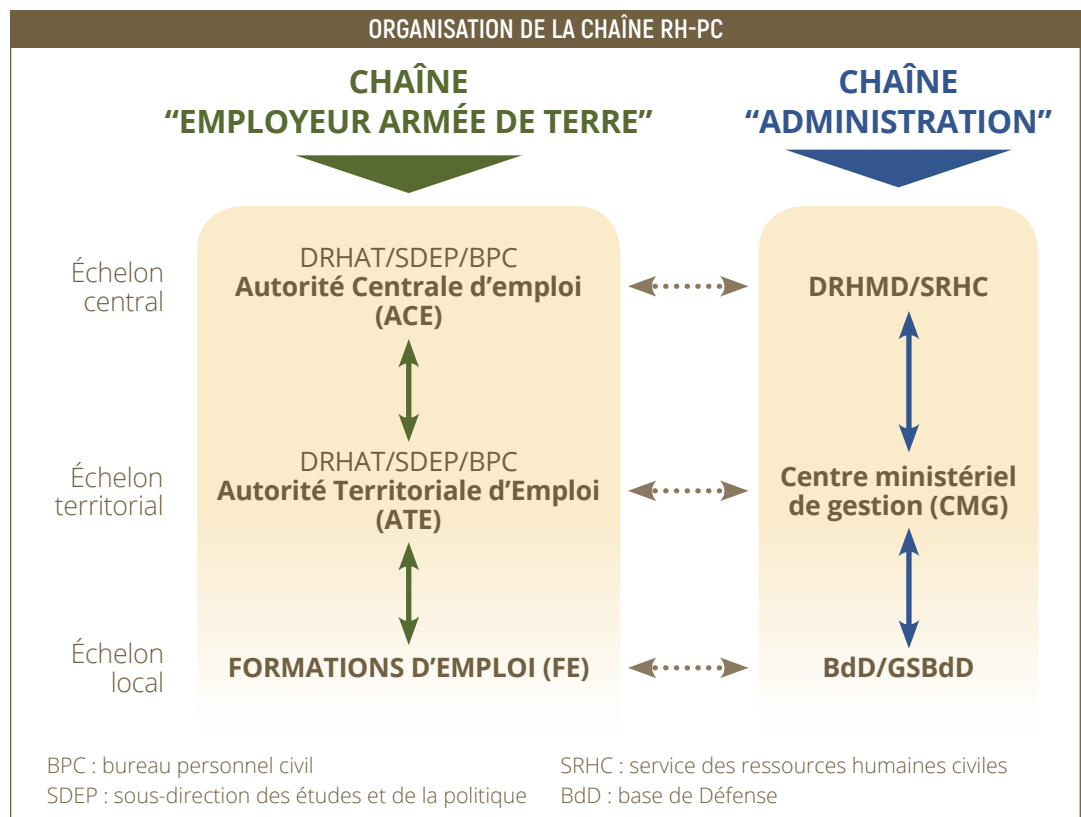 ORGANISATION DE LA CHAÎNE RH-PC
CHAÎNE
“EMPLOYEUR ARMÉE DE TERRE”
CHAÎNE
“ADMINISTRATION”
Échelon
central
DRHAT/SDEP/BPC
Autorité Centrale d’emploi
(ACE)
DRHMD/SRHC
Échelon
territorial
DRHAT/SDEP/BPC
Autorité Territoriale d’Emploi
(ATE)
Centre ministériel
de gestion (CMG)
Échelon
local
FORMATIONS D’EMPLOI (FE)
BdD/GSBdD
BPC : bureau personnel civil
SDEP : sous-direction des études et de la politique
SRHC : service des ressources humaines civiles
BdD : base de Défense